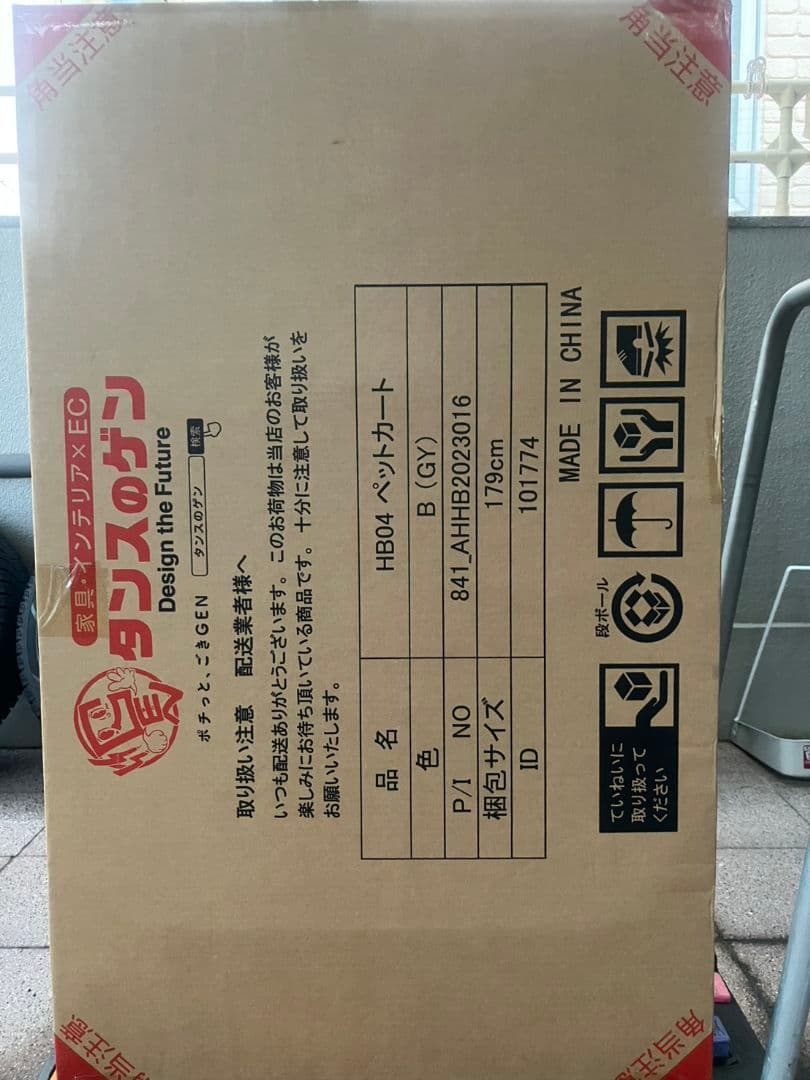 角当注意
角当注意
家具・インテリア×EC
タンスのゲン
Design the Future
ポチっと、ごきGEN
タンスのゲン
検索
取り扱い注意 配送業者様へ
いつも配送ありがとうございます。このお荷物は当店のお客様が
楽しみにお待ち頂いている商品です。十分に注意して取り扱いを
お願いいたします。
品 名 HB04 ペットカート
色 B(GY)
P/I NO 841_AHHB2023016
梱包サイズ 179cm
ID 101774
MADE IN CHINA
ていねいに
取り扱って
ください
段ボール
角当注意
角当注意